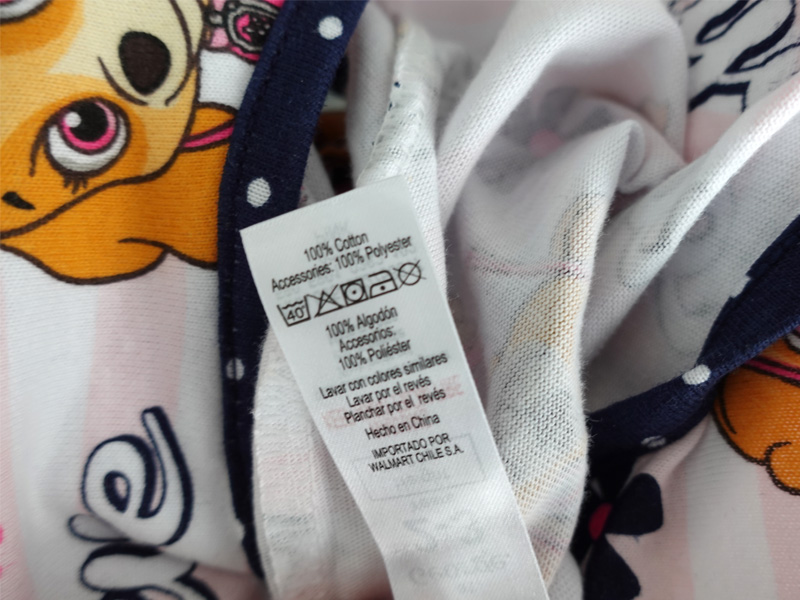 100% Cotton
Accessories: 100% Polyester
40°
100% Algodón
Accesorios:
100% Poliéster
Lavar con colores similares
Lavar por el revés
Planchar por el revés
Hecho en China
IMPORTADO POR
WALMART CHILE S.A.